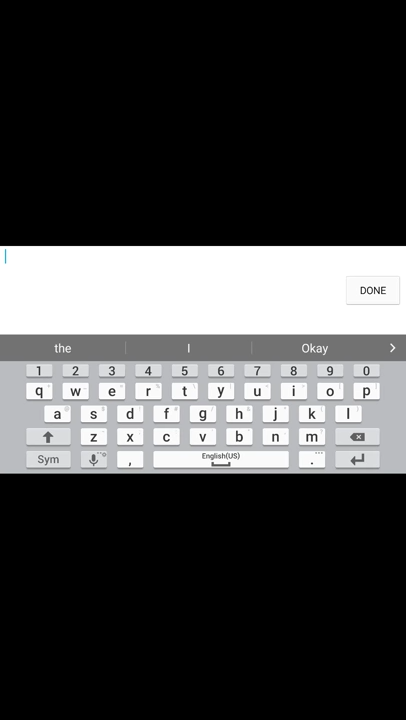 DONE
the I Okay
1 2 3 4 5 6 7 8 9 0
q w e r t y u i o p
a s d f g h j k l
z x c v b n m
Sym , English(US) .